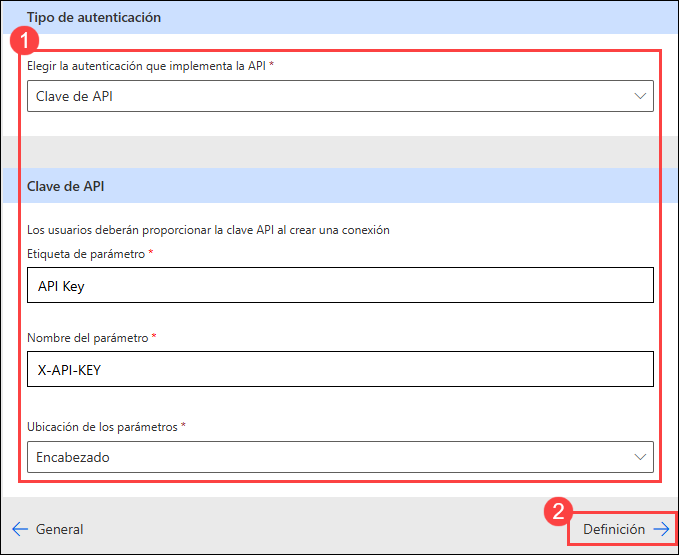 Tipo de autenticación
1
Elegir la autenticación que implementa la API *
Clave de API
Clave de API
Los usuarios deberán proporcionar la clave API al crear una conexión
Etiqueta de parámetro *
API Key
Nombre del parámetro *
X-API-KEY
Ubicación de los parámetros *
Encabezado
2
← General
Definición →